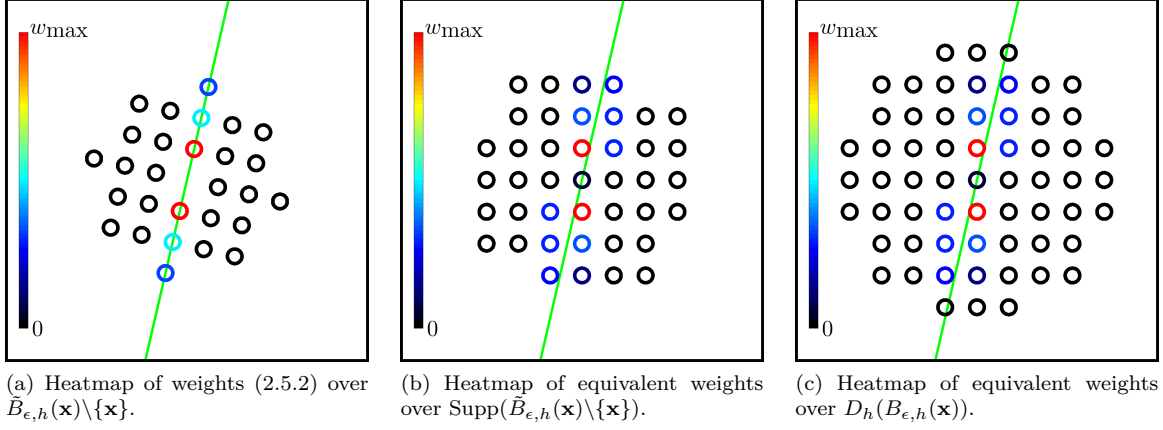 wmax
0
wmax
0
wmax
0
(a) Heatmap of weights (2.5.2) over
B̃ϵ,h(x)\{x}.
(b) Heatmap of equivalent weights
over Supp(B̃ϵ,h(x)\{x}).
(c) Heatmap of equivalent weights
over Dh(Bϵ,h(x)).